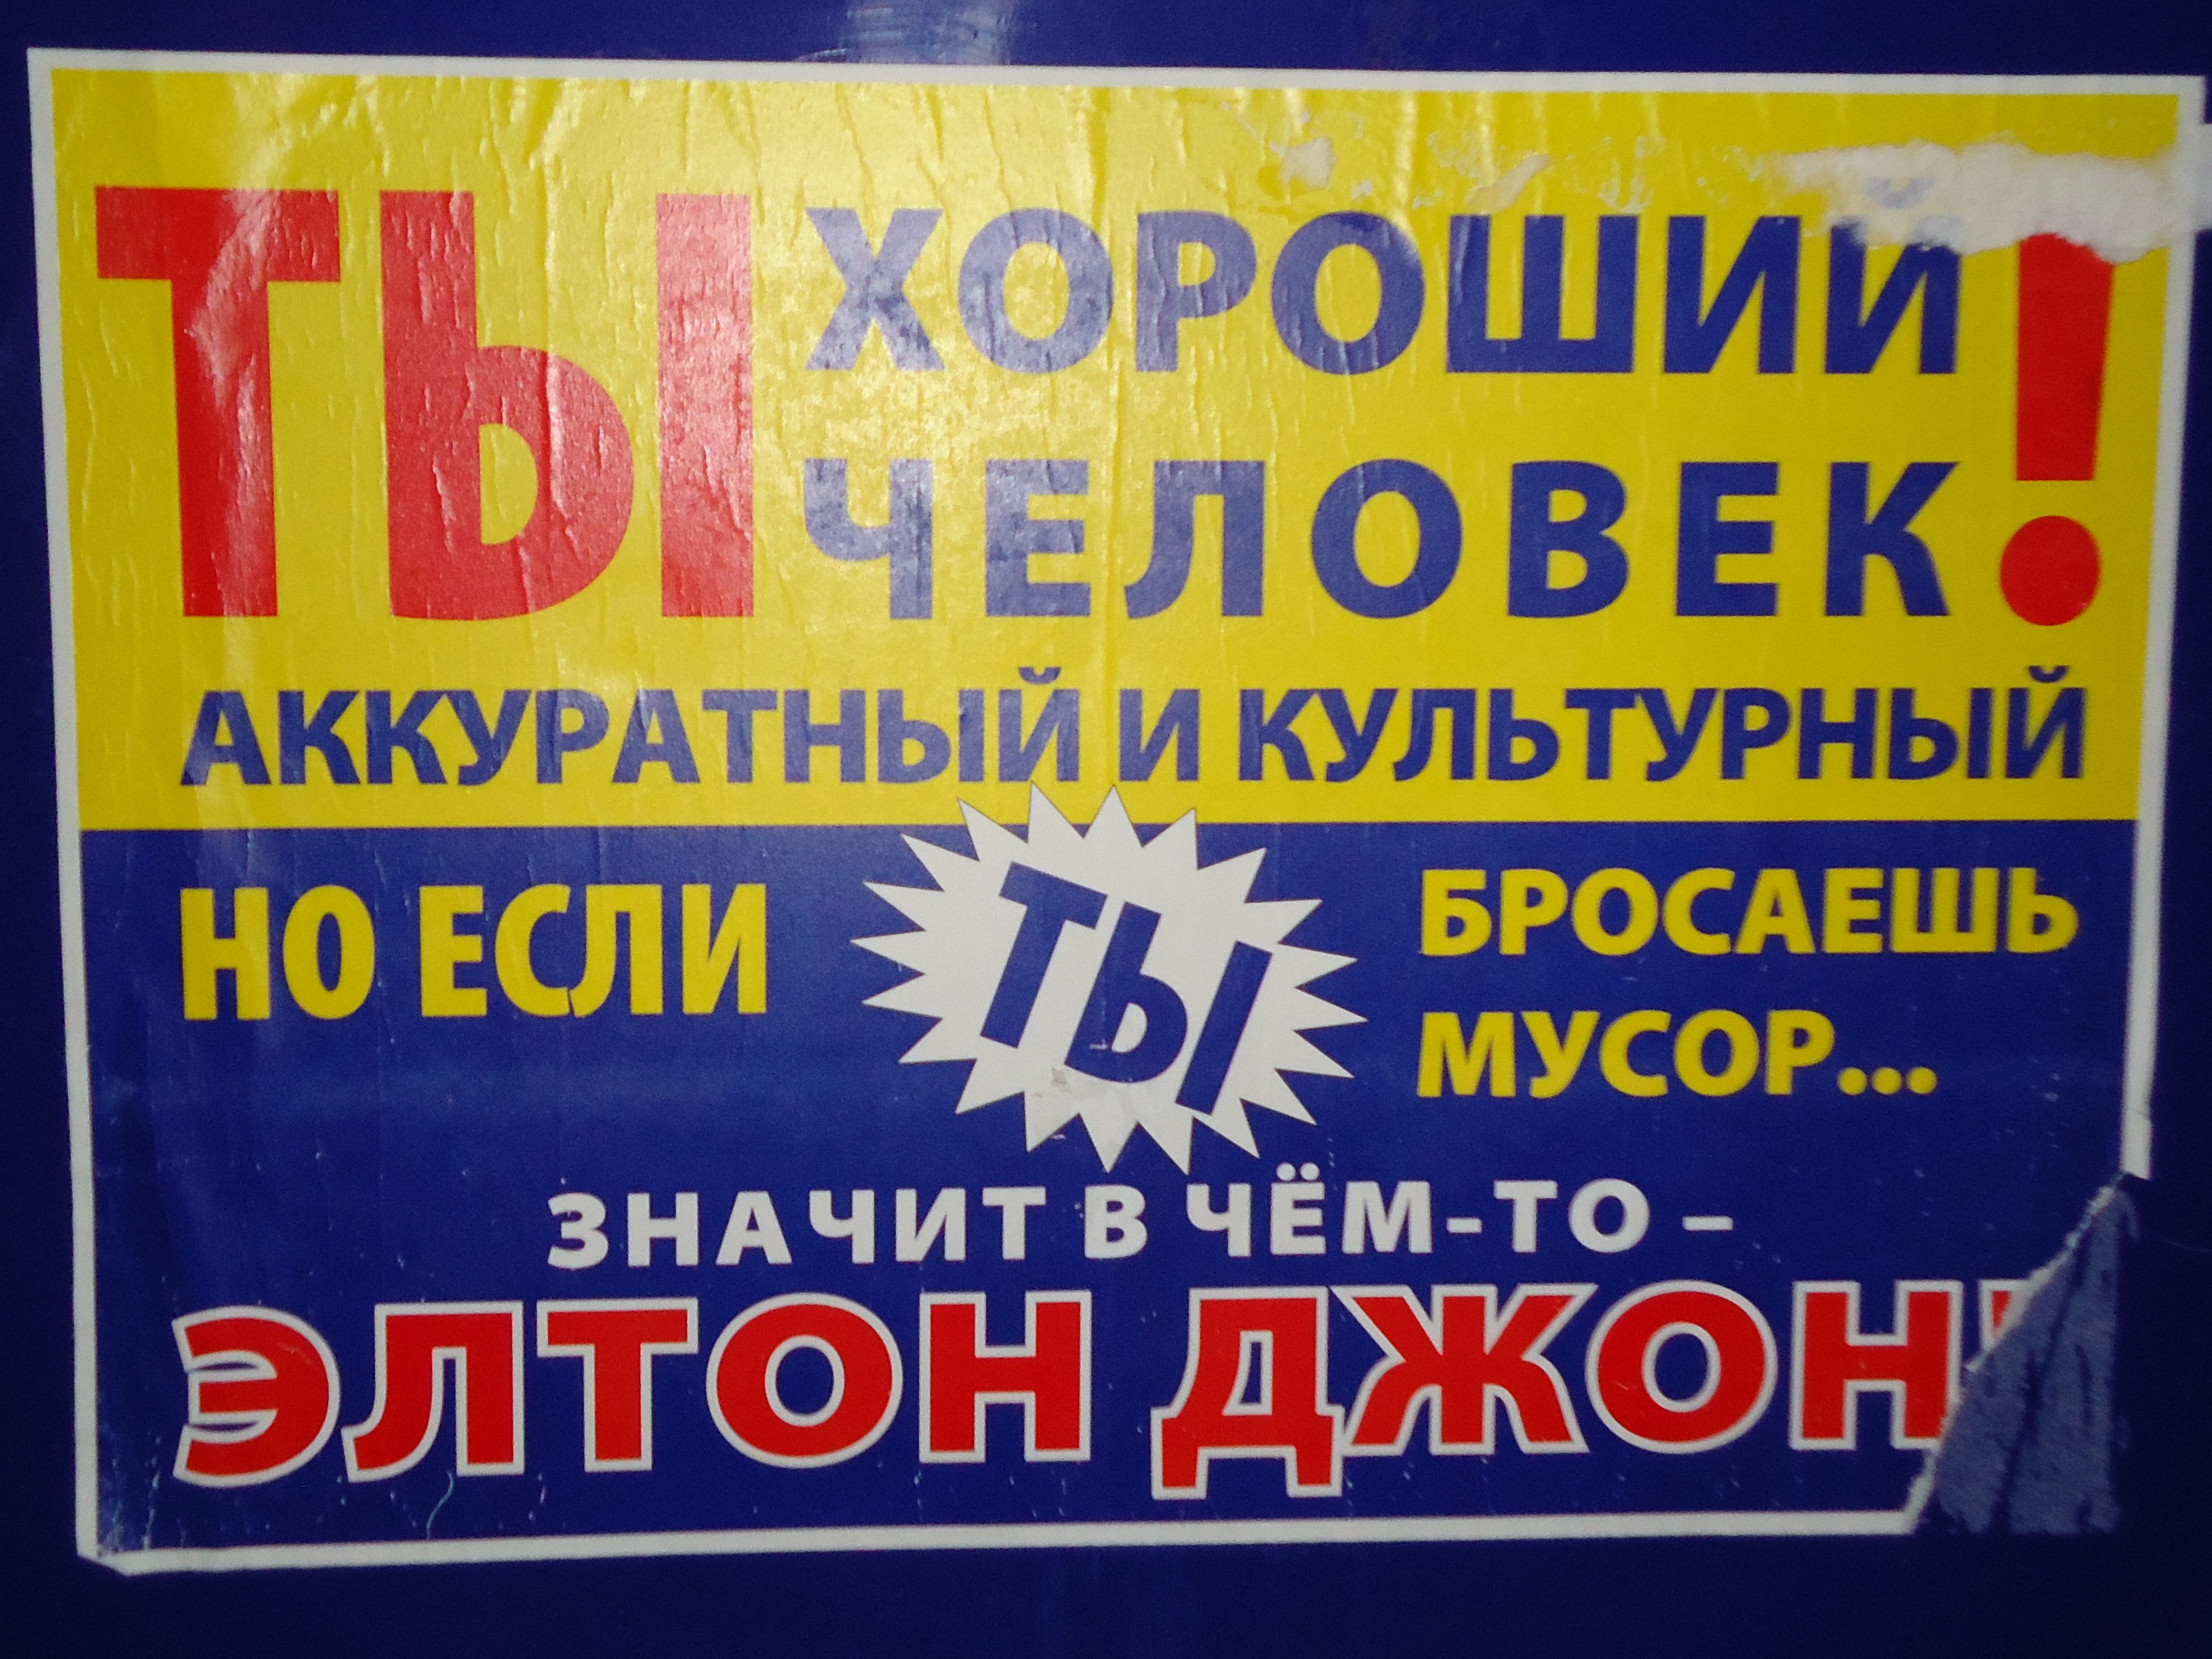 ТЫ ХОРОШИЙ
ЧЕЛОВЕК!
АККУРАТНЫЙ И КУЛЬТУРНЫЙ
НО ЕСЛИ ТЫ БРОСАЕШЬ
МУСОР...
ЗНАЧИТ В ЧЁМ-ТО –
ЭЛТОН ДЖОН!